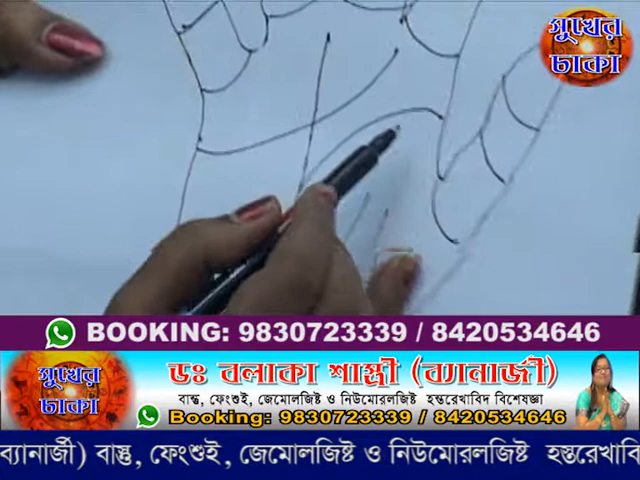 সুখের
চাকা
BOOKING: 9830723339 / 8420534646
সুখের
চাকা
ডঃ বলাকা শাস্ত্রী (ব্যানার্জী)
বাস্তু, ফেংশুই, জেমোলজিষ্ট ও নিউমোরলজিষ্ট হস্তরেখাবিদ বিশেষজ্ঞা
Booking: 9830723339 / 8420534646
ব্যানার্জী) বাস্তু, ফেংশুই, জেমোলজিষ্ট ও নিউমোরলজিষ্ট হস্তরেখাবি